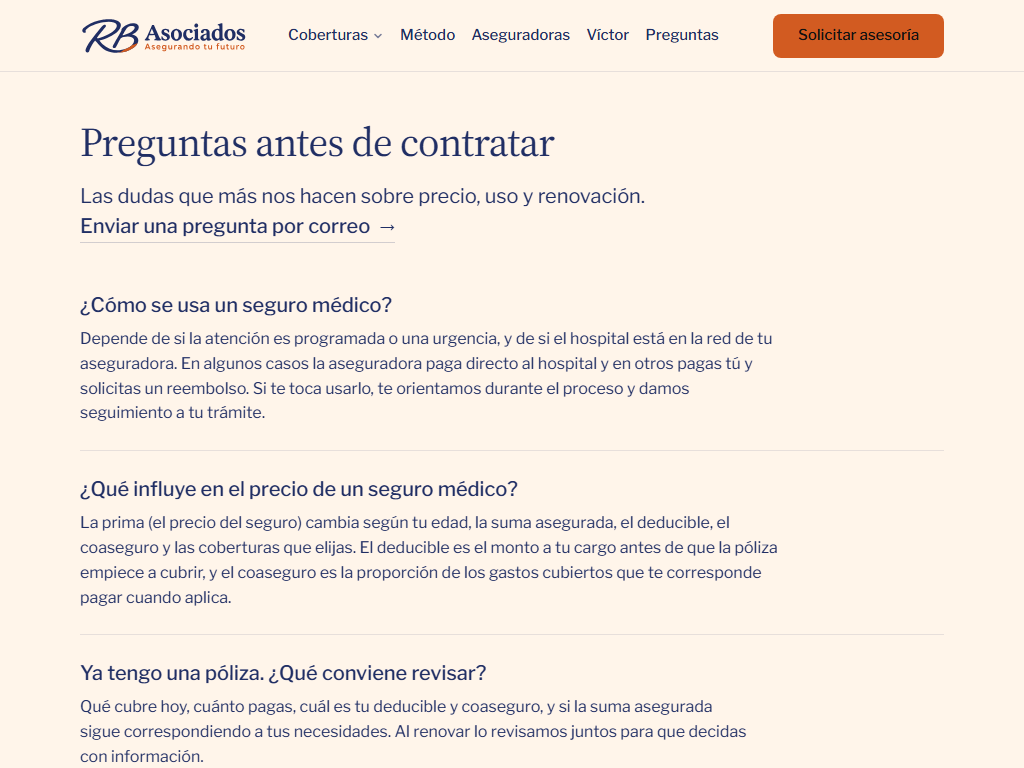 RB Asociados
Asegurando tu futuro
Coberturas Método Aseguradoras Víctor Preguntas
Solicitar asesoría
Preguntas antes de contratar
Las dudas que más nos hacen sobre precio, uso y renovación.
Enviar una pregunta por correo →
¿Cómo se usa un seguro médico?
Depende de si la atención es programada o una urgencia, y de si el hospital está en la red de tu
aseguradora. En algunos casos la aseguradora paga directo al hospital y en otros pagas tú y
solicitas un reembolso. Si te toca usarlo, te orientamos durante el proceso y damos
seguimiento a tu trámite.
¿Qué influye en el precio de un seguro médico?
La prima (el precio del seguro) cambia según tu edad, la suma asegurada, el deducible, el
coaseguro y las coberturas que elijas. El deducible es el monto a tu cargo antes de que la póliza
empiece a cubrir, y el coaseguro es la proporción de los gastos cubiertos que te corresponde
pagar cuando aplica.
Ya tengo una póliza. ¿Qué conviene revisar?
Qué cubre hoy, cuánto pagas, cuál es tu deducible y coaseguro, y si la suma asegurada
sigue correspondiendo a tus necesidades. Al renovar lo revisamos juntos para que decidas
con información.